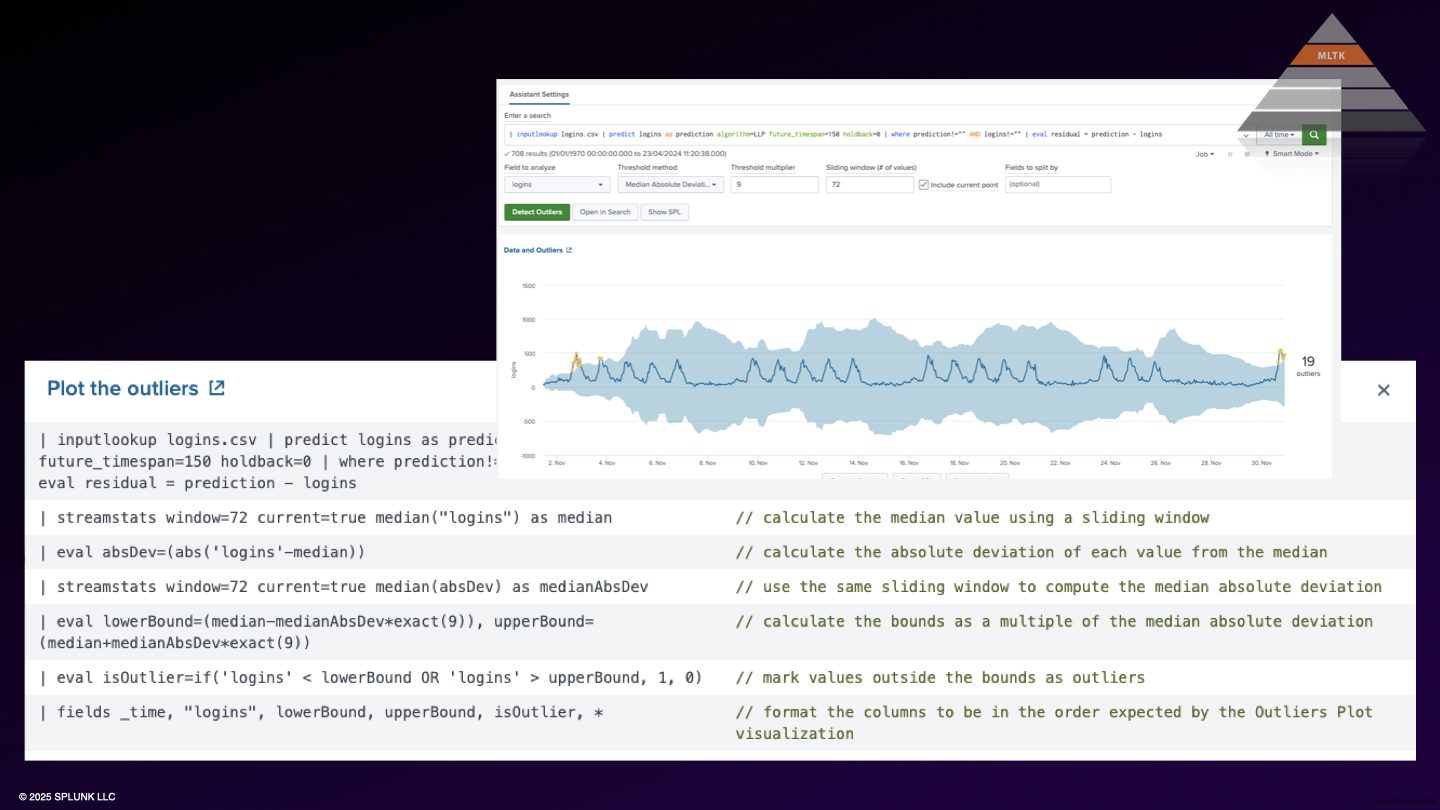 MLTK
Assistant Settings
Enter a search
| inputlookup logins.csv | predict logins as prediction algorithm=LLP future_timespan=150 holdback=0 | where prediction!="" AND logins!="" | eval residual = prediction - logins
All time
✓ 708 results (01/01/1970 00:00:00.000 to 23/04/2024 11:20:38.000)
Job
Smart Mode
Field to analyze
Threshold method
Threshold multiplier
Sliding window (# of values)
Fields to split by
logins
Median Absolute Deviati...
9
72
Include current point
(optional)
Detect Outliers
Open in Search
Show SPL
Data and Outliers
1500
1000
500
0
-500
-1000
logins
19
outliers
2. Nov
4. Nov
6. Nov
8. Nov
10. Nov
12. Nov
14. Nov
16. Nov
18. Nov
20. Nov
22. Nov
24. Nov
26. Nov
28. Nov
30. Nov
Plot the outliers
| inputlookup logins.csv | predict logins as predic
future_timespan=150 holdback=0 | where prediction!=
eval residual = prediction - logins
| streamstats window=72 current=true median("logins") as median
// calculate the median value using a sliding window
| eval absDev=(abs('logins'-median))
// calculate the absolute deviation of each value from the median
| streamstats window=72 current=true median(absDev) as medianAbsDev
// use the same sliding window to compute the median absolute deviation
| eval lowerBound=(median-medianAbsDev*exact(9)), upperBound=
(median+medianAbsDev*exact(9))
// calculate the bounds as a multiple of the median absolute deviation
| eval isOutlier=if('logins' < lowerBound OR 'logins' > upperBound, 1, 0)
// mark values outside the bounds as outliers
| fields _time, "logins", lowerBound, upperBound, isOutlier, *
// format the columns to be in the order expected by the Outliers Plot
visualization
© 2025 SPLUNK LLC